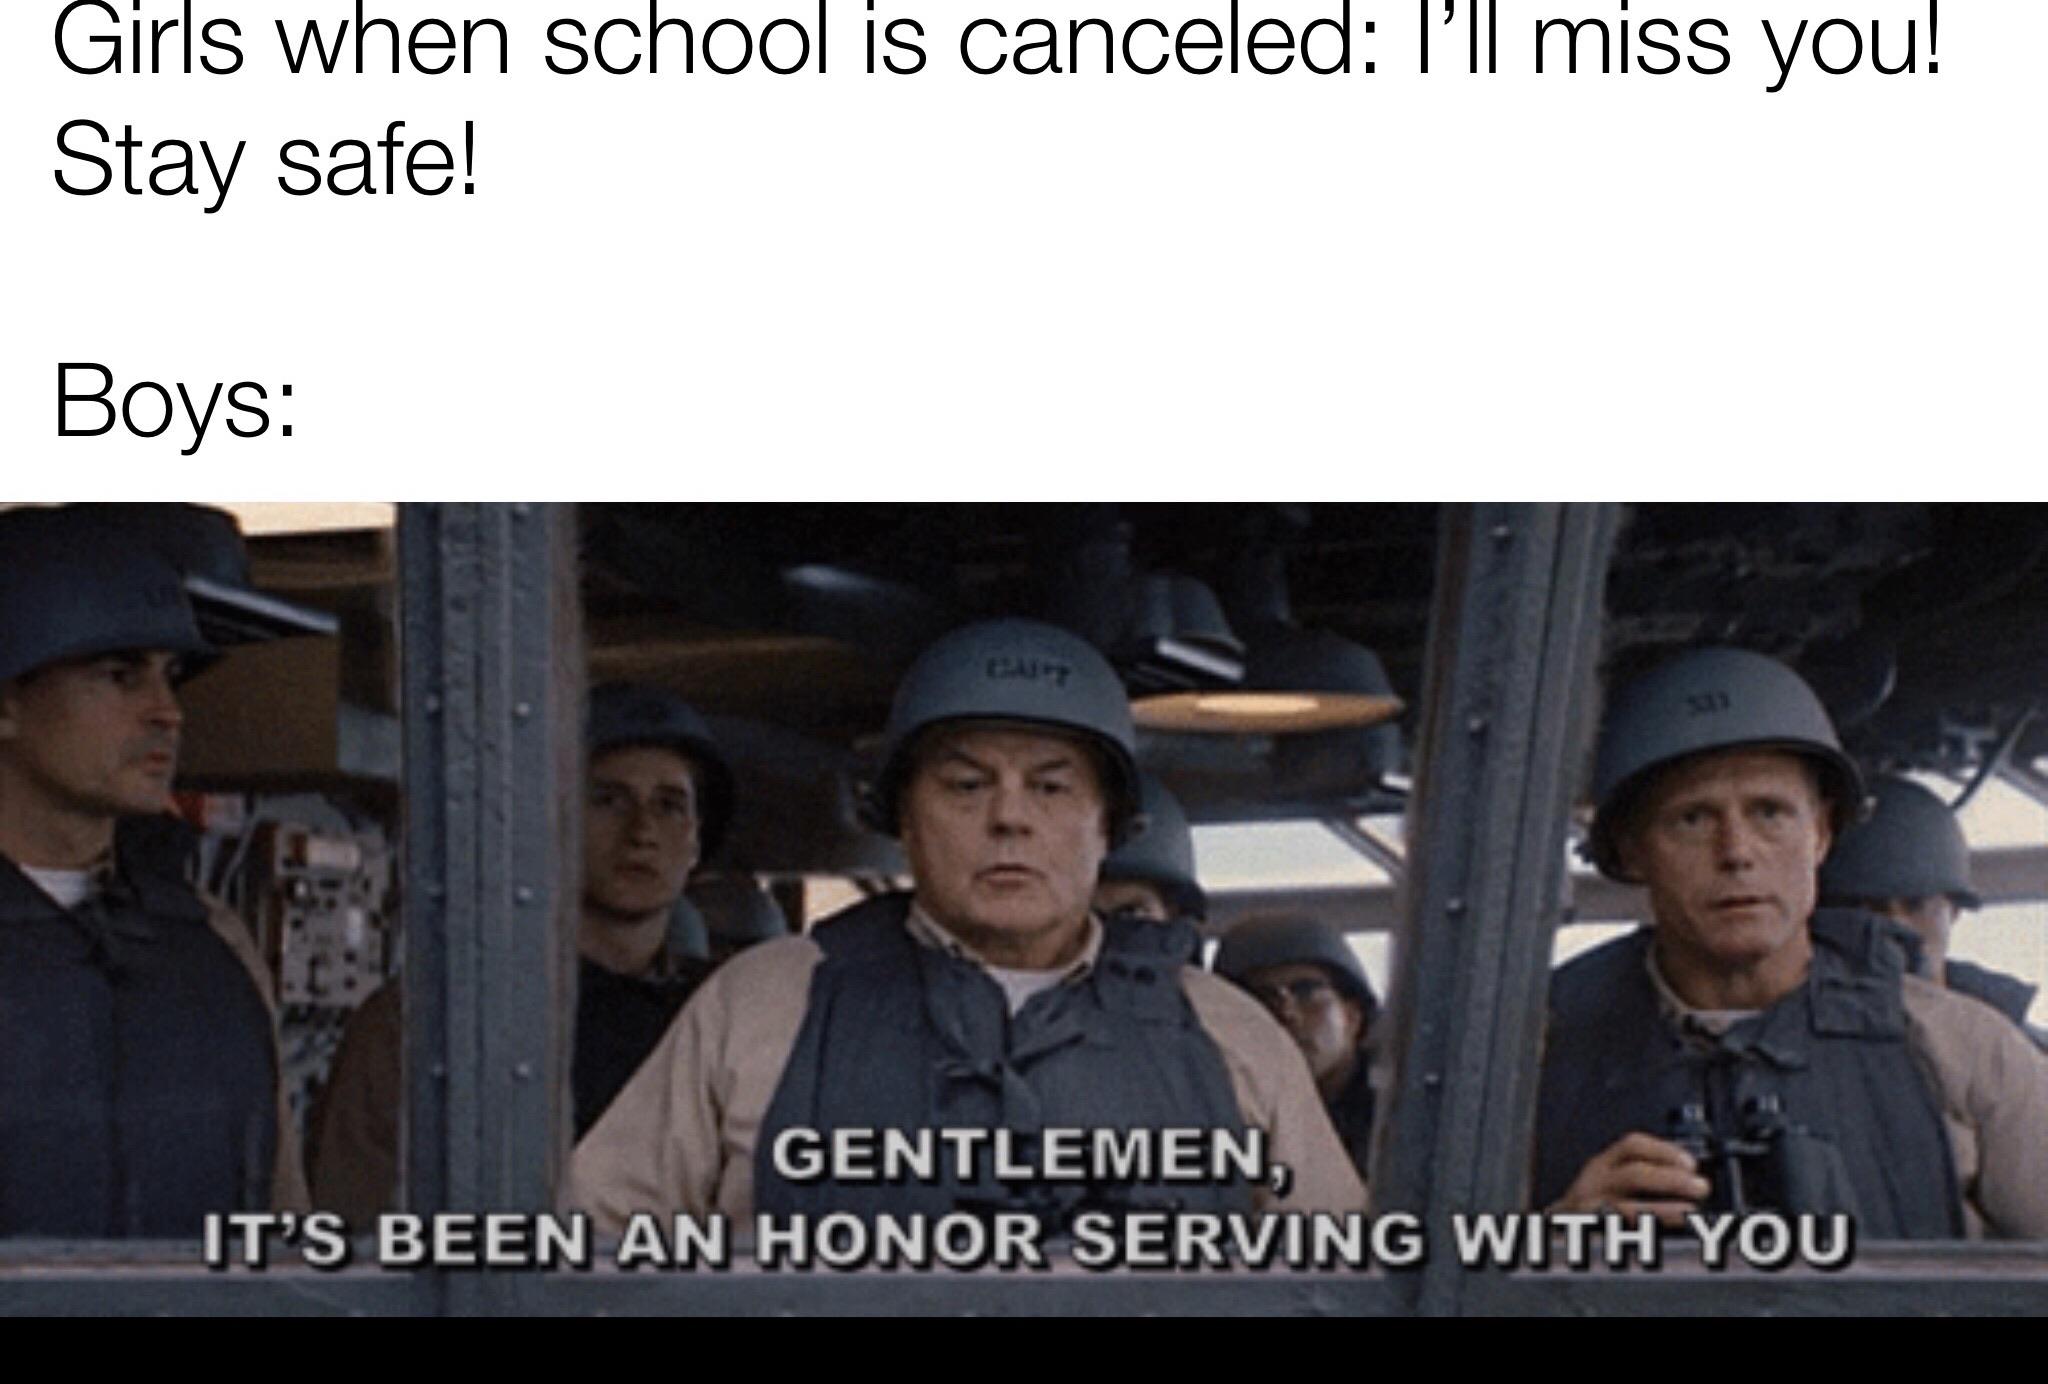 Girls when school is canceled: I’ll miss you!
Stay safe!
Boys:
CAPT
GENTLEMEN,
IT’S BEEN AN HONOR SERVING WITH YOU